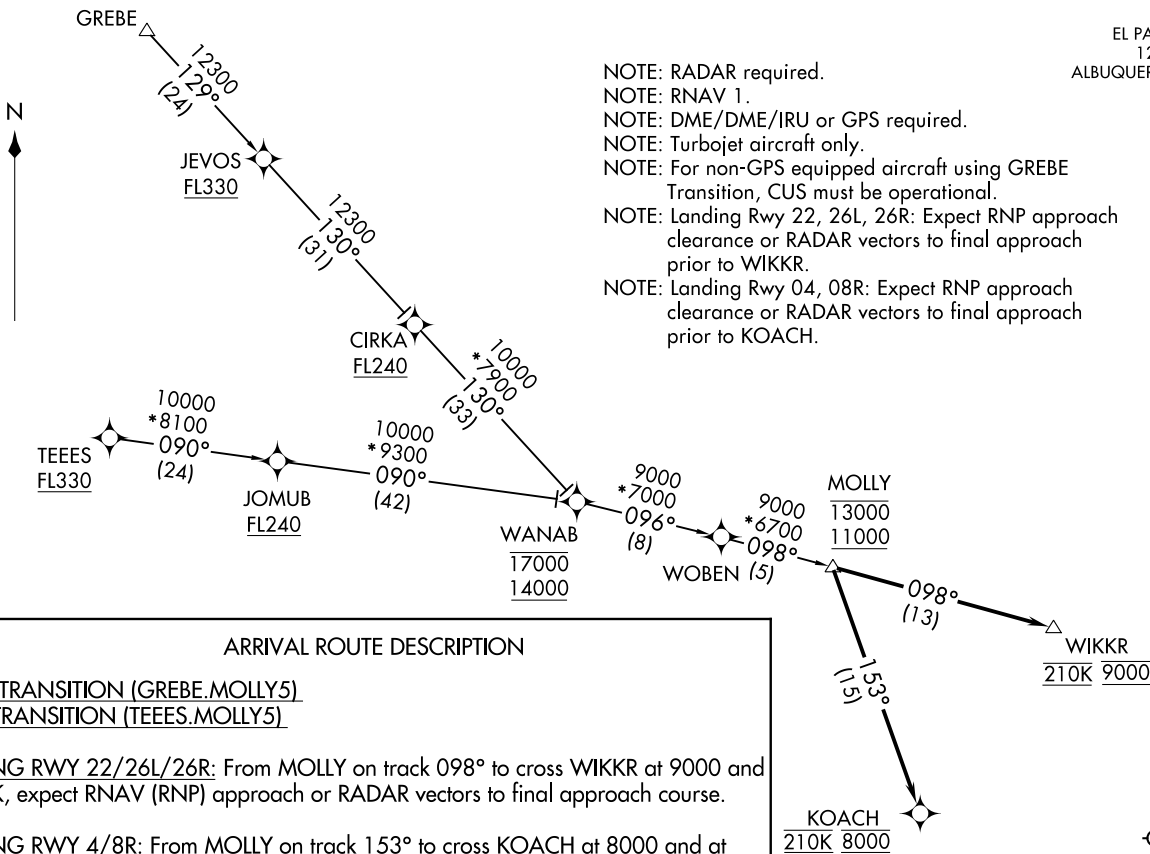 GREBE
12300
129°
(24)
N
JEVOS
FL330
12300
130°
(31)
CIRKA
FL240
10000
*7900
130°
(33)
EL PA
12
ALBUQUER
NOTE: RADAR required.
NOTE: RNAV 1.
NOTE: DME/DME/IRU or GPS required.
NOTE: Turbojet aircraft only.
NOTE: For non-GPS equipped aircraft using GREBE
Transition, CUS must be operational.
NOTE: Landing Rwy 22, 26L, 26R: Expect RNP approach
clearance or RADAR vectors to final approach
prior to WIKKR.
NOTE: Landing Rwy 04, 08R: Expect RNP approach
clearance or RADAR vectors to final approach
prior to KOACH.
TEEES
FL330
10000
*8100
090°
(24)
JOMUB
FL240
10000
*9300
090°
(42)
WANAB
17000
14000
9000
*7000
096°
(8)
WOBEN
9000
*6700
098°
(5)
MOLLY
13000
11000
098°
(13)
WIKKR
210K 9000
153°
(15)
KOACH
210K 8000
ARRIVAL ROUTE DESCRIPTION
TRANSITION (GREBE.MOLLY5)
TRANSITION (TEEES.MOLLY5)
NG RWY 22/26L/26R: From MOLLY on track 098° to cross WIKKR at 9000 and
K, expect RNAV (RNP) approach or RADAR vectors to final approach course.
NG RWY 4/8R: From MOLLY on track 153° to cross KOACH at 8000 and at